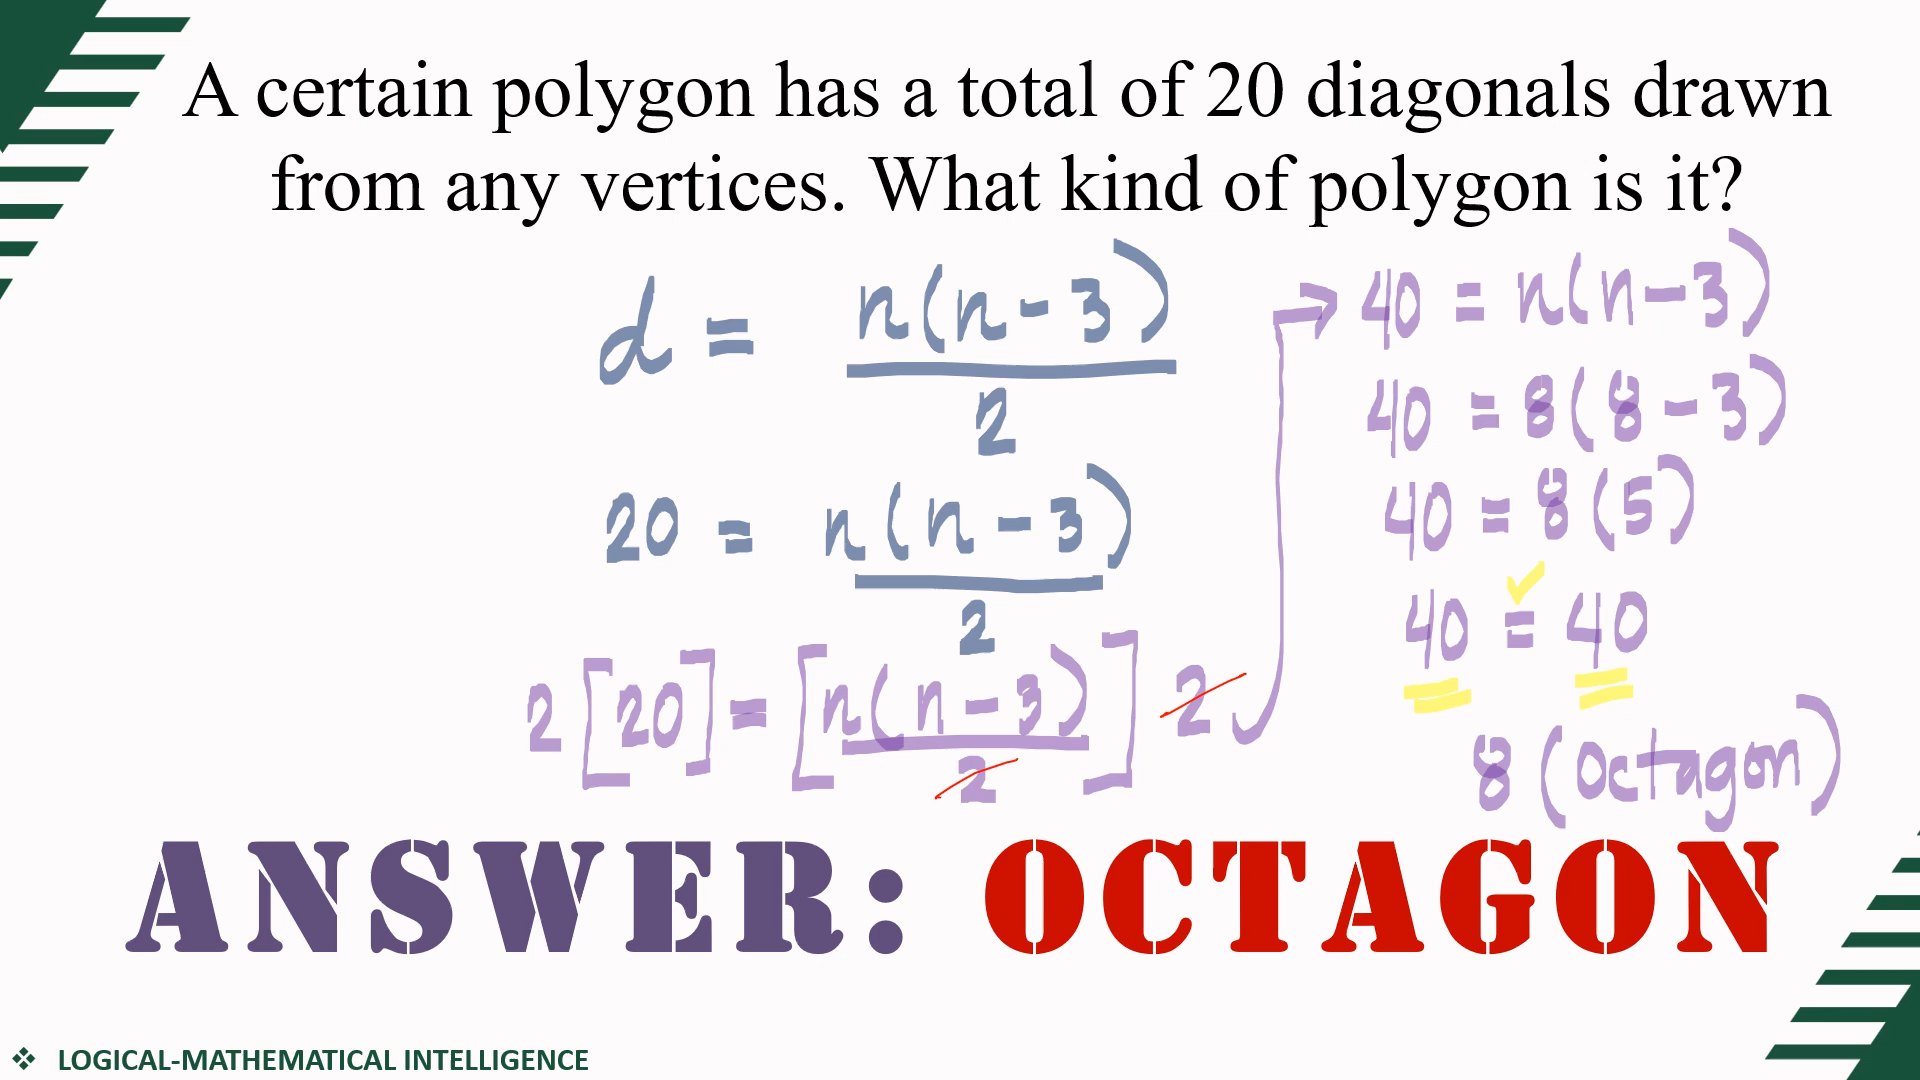 A certain polygon has a total of 20 diagonals drawn
from any vertices. What kind of polygon is it?
d = n(n-3)
2
20 = n(n-3)
2
2[20] = [n(n-3)] 2
2
40 = n(n-3)
40 = 8(8-3)
40 = 8(5)
✓
40 = 40
8 (Octagon)
ANSWER: OCTAGON
❖ LOGICAL-MATHEMATICAL INTELLIGENCE